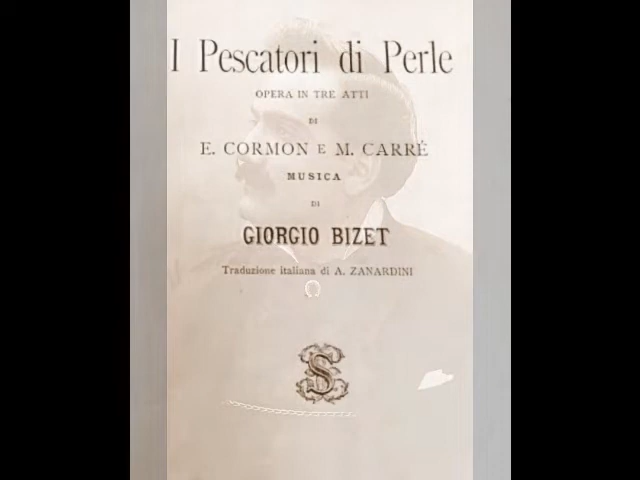 I Pescatori di Perle
OPERA IN TRE ATTI
DI
E. CORMON E M. CARRÉ
MUSICA
DI
GIORGIO BIZET
Traduzione italiana di A. ZANARDINI